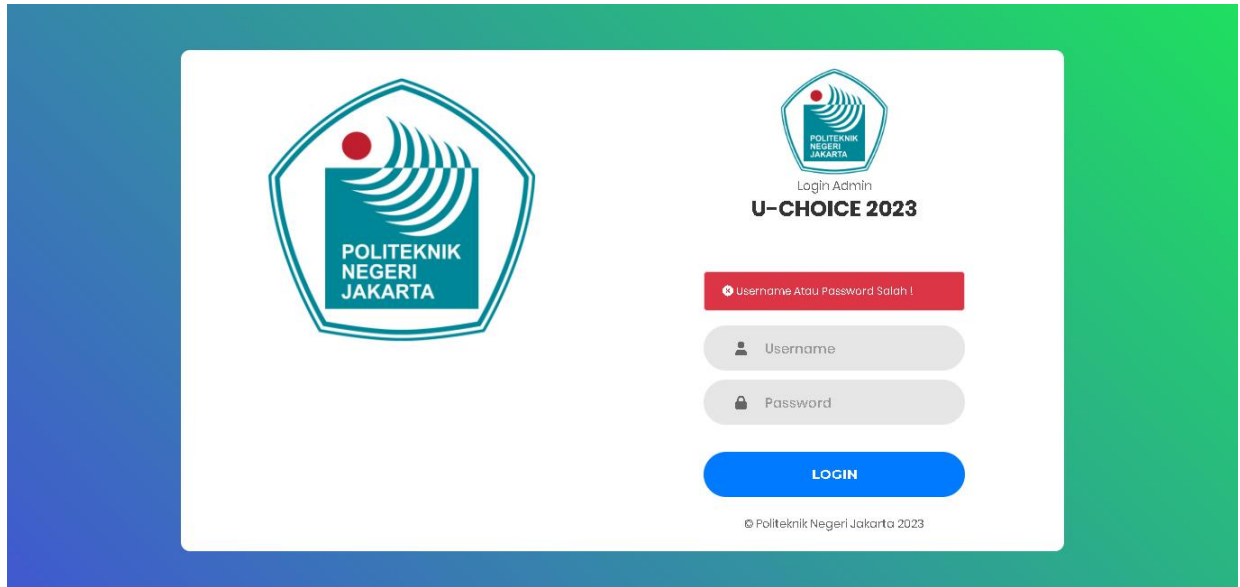 POLITEKNIK
NEGERI
JAKARTA
POLITEKNIK
NEGERI
JAKARTA
Login Admin
U-CHOICE 2023
Username Atau Password Salah !
Username
Password
LOGIN
© Politeknik Negeri Jakarta 2023